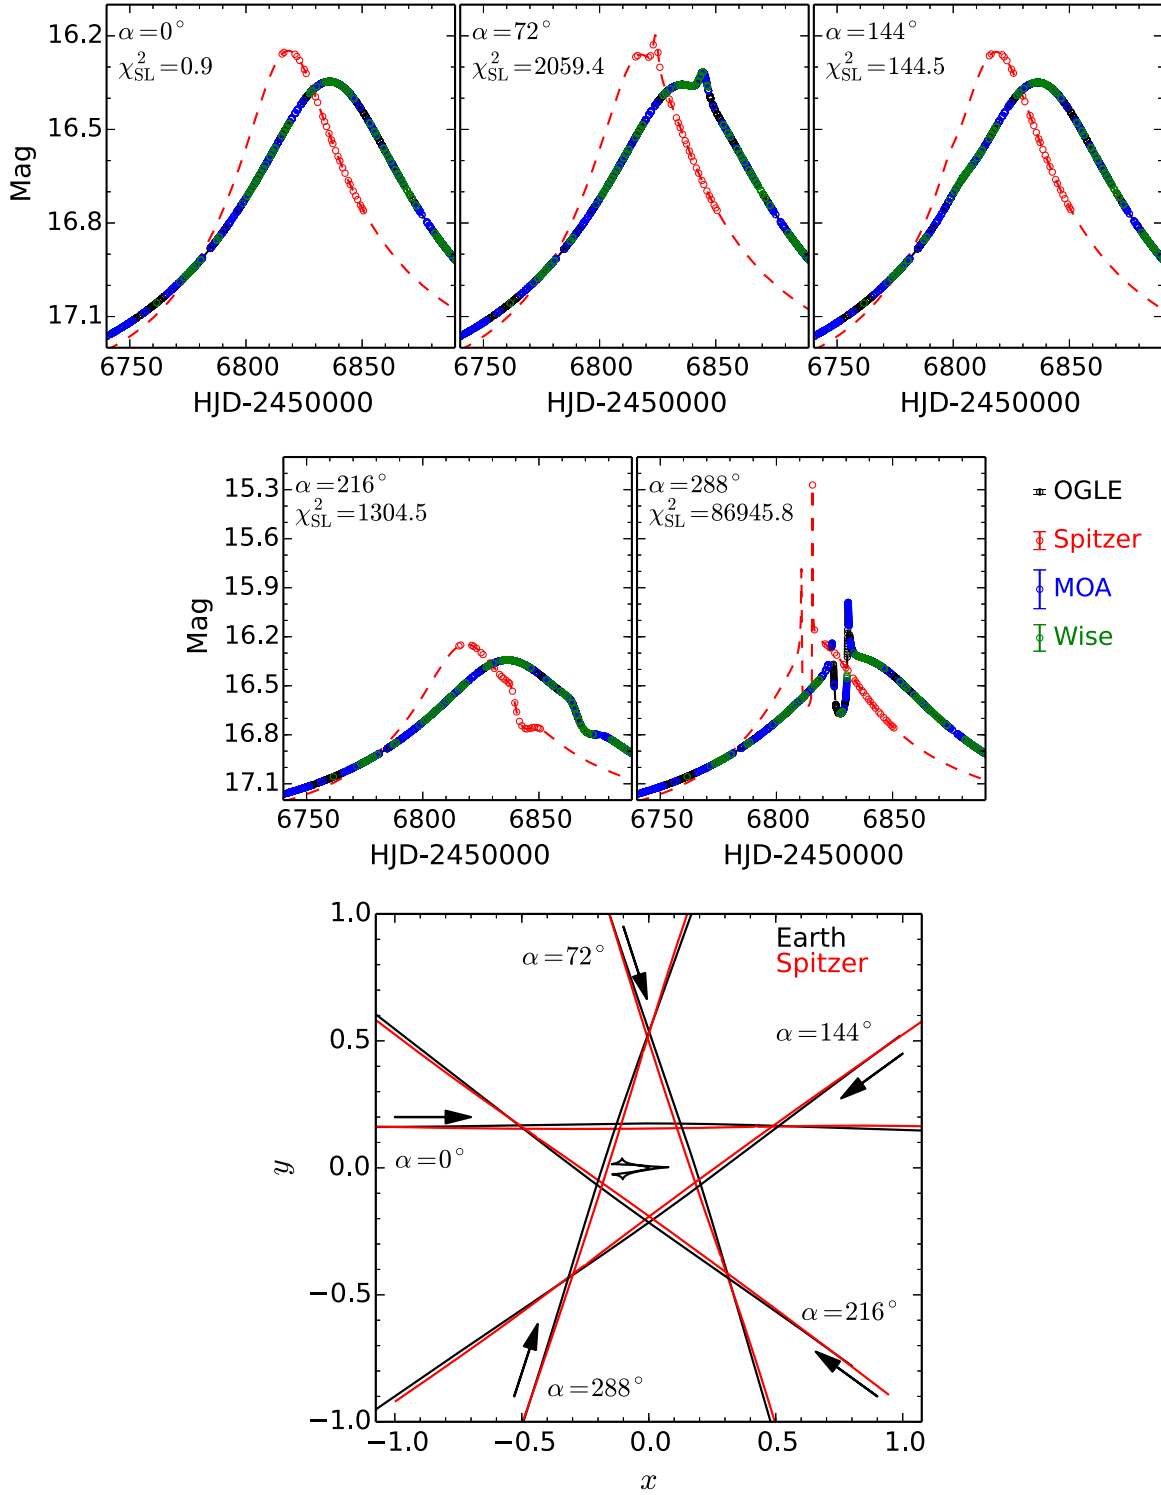 α = 0°
χ²SL = 0.9
α = 72°
χ²SL = 2059.4
α = 144°
χ²SL = 144.5
16.2
16.5
16.8
17.1
Mag
6750 6800 6850
6750 6800 6850
6750 6800 6850
HJD-2450000
HJD-2450000
HJD-2450000
α = 216°
χ²SL = 1304.5
α = 288°
χ²SL = 86945.8
15.3
15.6
15.9
16.2
16.5
16.8
17.1
Mag
6750 6800 6850
6750 6800 6850
HJD-2450000
HJD-2450000
OGLE
Spitzer
MOA
Wise
1.0
0.5
0.0
−0.5
−1.0
y
Earth
Spitzer
α = 72°
α = 144°
α = 0°
α = 216°
α = 288°
−1.0 −0.5 0.0 0.5 1.0
x